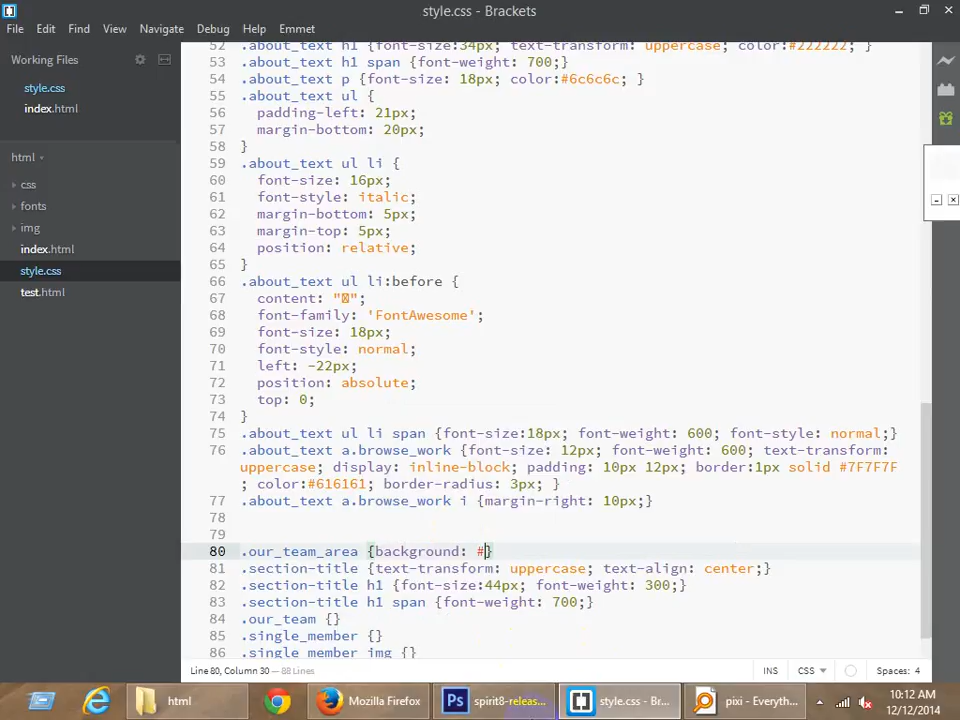 style.css - Brackets
File Edit Find View Navigate Debug Help Emmet
Working Files
style.css
index.html
html
css
fonts
img
index.html
style.css
test.html
52 .about_text h1 {font-size:34px; text-transform: uppercase; color:#222222; }
53 .about_text h1 span {font-weight: 700;}
54 .about_text p {font-size: 18px; color:#6c6c6c; }
55 .about_text ul {
56 padding-left: 21px;
57 margin-bottom: 20px;
58 }
59 .about_text ul li {
60 font-size: 16px;
61 font-style: italic;
62 margin-bottom: 5px;
63 margin-top: 5px;
64 position: relative;
65 }
66 .about_text ul li:before {
67 content: "";
68 font-family: 'FontAwesome';
69 font-size: 18px;
70 font-style: normal;
71 left: -22px;
72 position: absolute;
73 top: 0;
74 }
75 .about_text ul li span {font-size:18px; font-weight: 600; font-style: normal;}
76 .about_text a.browse_work {font-size: 12px; font-weight: 600; text-transform:
uppercase; display: inline-block; padding: 10px 12px; border:1px solid #7F7F7F
; color:#616161; border-radius: 3px; }
77 .about_text a.browse_work i {margin-right: 10px;}
78
79
80 .our_team_area {background: #}
81 .section-title {text-transform: uppercase; text-align: center;}
82 .section-title h1 {font-size:44px; font-weight: 300;}
83 .section-title h1 span {font-weight: 700;}
84 .our_team {}
85 .single_member {}
86 .single_member img {}
Line 80, Column 30 — 88 Lines
INS CSS Spaces: 4
html
Mozilla Firefox
spirit8-releas...
style.css - Br...
pixi - Everyth...
10:12 AM
12/12/2014